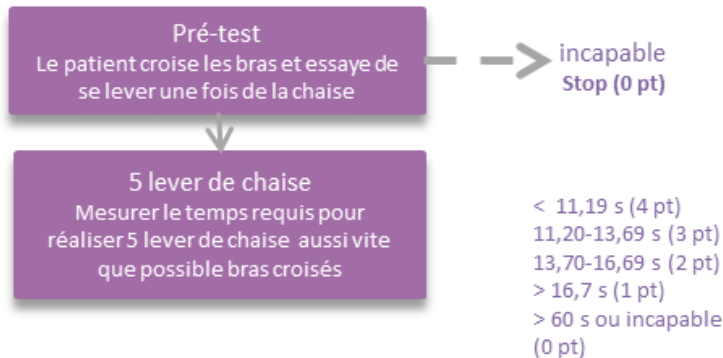 Pré-test
Le patient croise les bras et essaye de
se lever une fois de la chaise
incapable
Stop (0 pt)
5 lever de chaise
Mesurer le temps requis pour
réaliser 5 lever de chaise aussi vite
que possible bras croisés
< 11,19 s (4 pt)
11,20-13,69 s (3 pt)
13,70-16,69 s (2 pt)
> 16,7 s (1 pt)
> 60 s ou incapable
(0 pt)